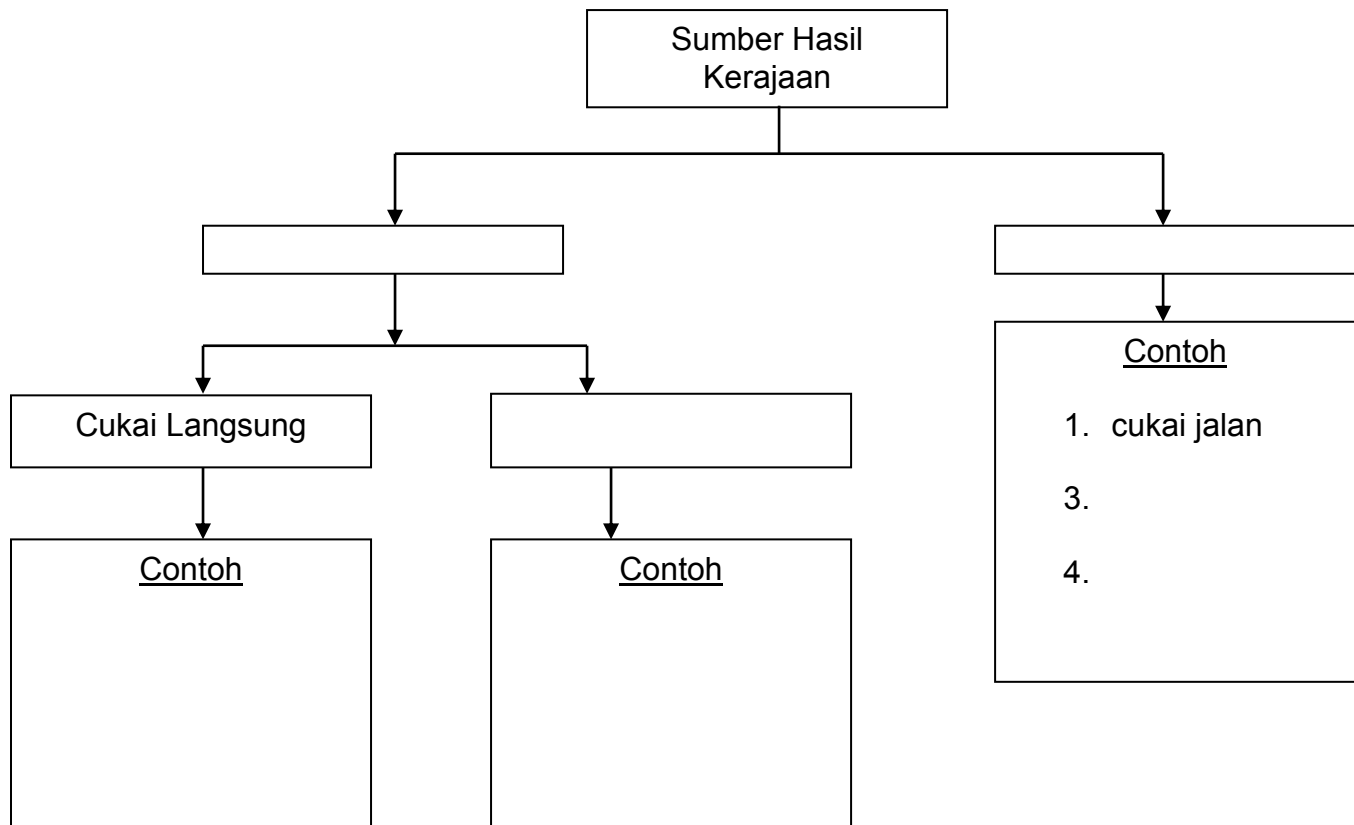 Sumber Hasil
Kerajaan
Cukai Langsung
Contoh
Contoh
Contoh
1. cukai jalan
3.
4.